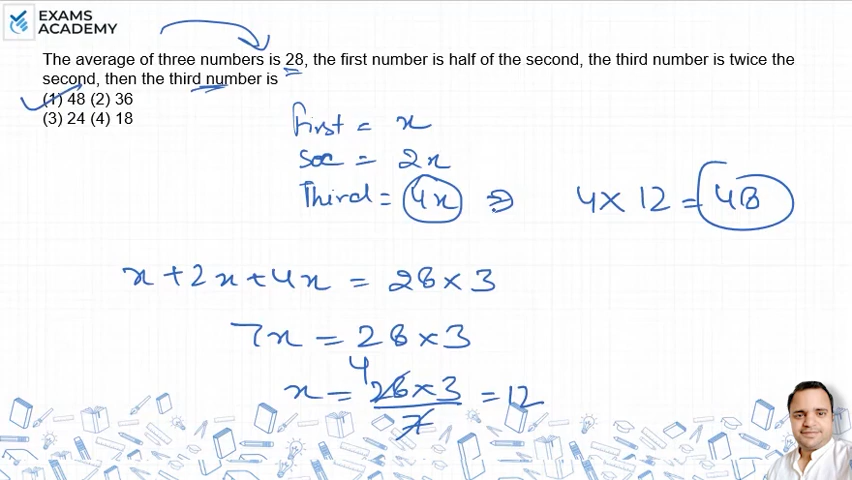 EXAMS
ACADEMY
The average of three numbers is 28, the first number is half of the second, the third number is twice the
second, then the third number is
(1) 48 (2) 36
(3) 24 (4) 18
First = x
Sec = 2x
Third = 4x ⇒ 4 × 12 = 48
x + 2x + 4x = 28 × 3
7x = 28 × 3
4
x = 28 × 3 = 12
7